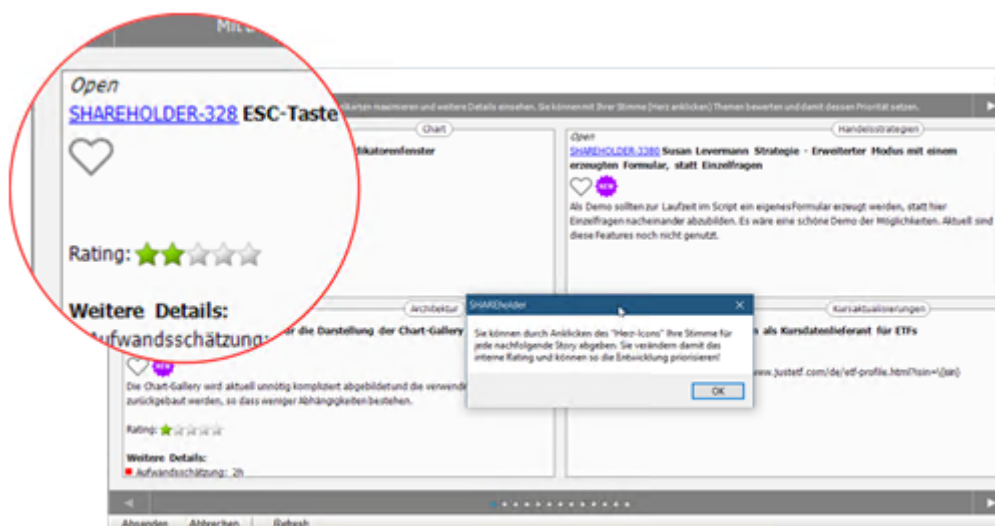 Mit
Open
SHAREHOLDER-328 ESC-Taste
Rating:
Weitere Details:
Aufwandsschätzung:
maximieren und weitere Details einsehen. Sie können mit Ihrer Stimme (Herz anklicken) Themen bewerten und damit dessen Priorität setzen.
Chart
dikatorenfenster
Handelsstrategien
Open
SHAREHOLDER-3380 Susan Levermann Strategie - Erweiterter Modus mit einem
erzeugten Formular, statt Einzelfragen
NEW
Als Demo sollten zur Laufzeit im Script ein eigenes Formular erzeugt werden, statt hier
Einzelfragen nacheinander abzubilden. Es wäre eine schöne Demo der Möglichkeiten. Aktuell sind
diese Features noch nicht genutzt.
Architektur
für die Darstellung der Chart-Gallery
NEW
Die Chart-Gallery wird aktuell unnötig kompliziert abgebildet und die verwend
zurückgebaut werden, so dass weniger Abhängigkeiten bestehen.
Rating:
Weitere Details:
Aufwandsschätzung: 2h
SHAREholder
Sie können durch Anklicken des "Herz-Icons" Ihre Stimme für
jede nachfolgende Story abgeben. Sie verändern damit das
interne Rating und können so die Entwicklung priorisieren!
OK
Kursaktualisierungen
als Kursdatenlieferant für ETFs
www.justetf.com/de/etf-profile.html?isin=\{isin}
Absenden Abbrechen Refresh